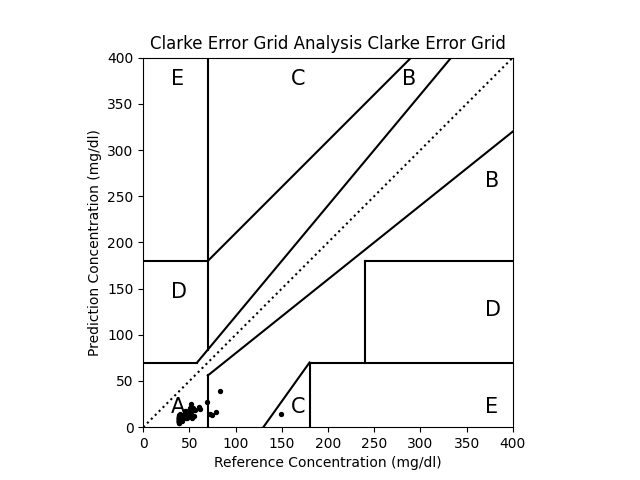 Clarke Error Grid Analysis Clarke Error Grid
400
350
300
250
200
150
100
50
0
Prediction Concentration (mg/dl)
E
C
B
B
D
D
A
C
E
0 50 100 150 200 250 300 350 400
Reference Concentration (mg/dl)